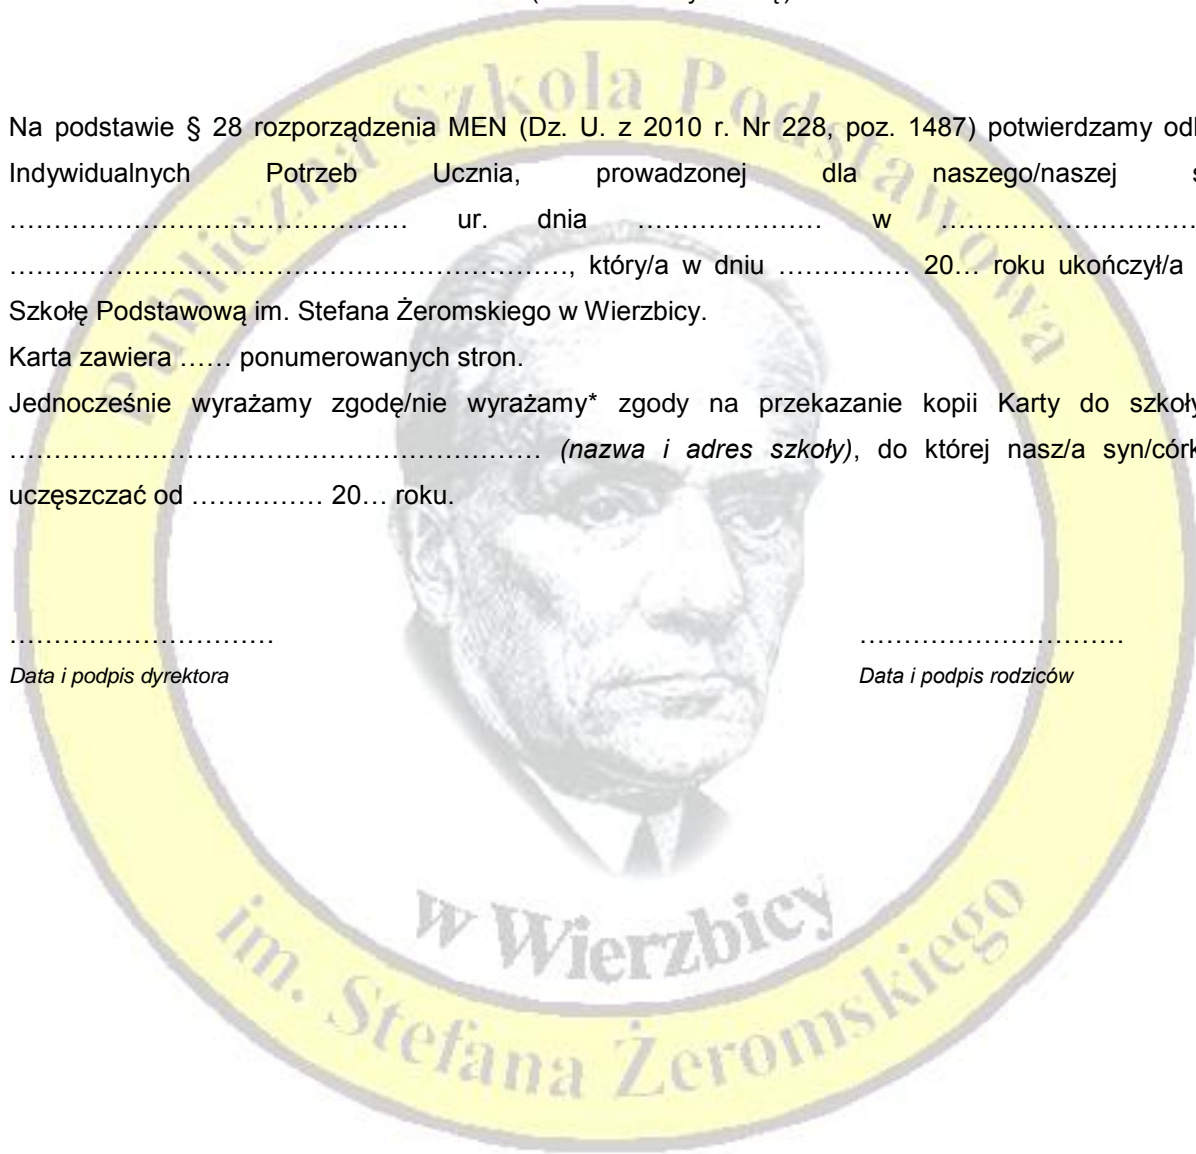 Na podstawie § 28 rozporządzenia MEN (Dz. U. z 2010 r. Nr 228, poz. 1487) potwierdzamy
Indywidualnych Potrzeb Ucznia, prowadzonej dla naszego/naszej
……………………………………… ur. dnia ………………… w ………………………
…………………………………………………, który/a w dniu …………… 20… roku ukończył/a
Szkołę Podstawową im. Stefana Żeromskiego w Wierzbicy.
Karta zawiera …… ponumerowanych stron.
Jednocześnie wyrażamy zgodę/nie wyrażamy* zgody na przekazanie kopii Karty do szkoły
……………………………………………… (nazwa i adres szkoły), do której nasz/a
uczęszczać od …………… 20… roku.
………………………… …………………………
Data i podpis dyrektora Data i podpis rodziców
Publiczna Szkoła Podstawowa
w Wierzbicy
im. Stefana Żeromskiego